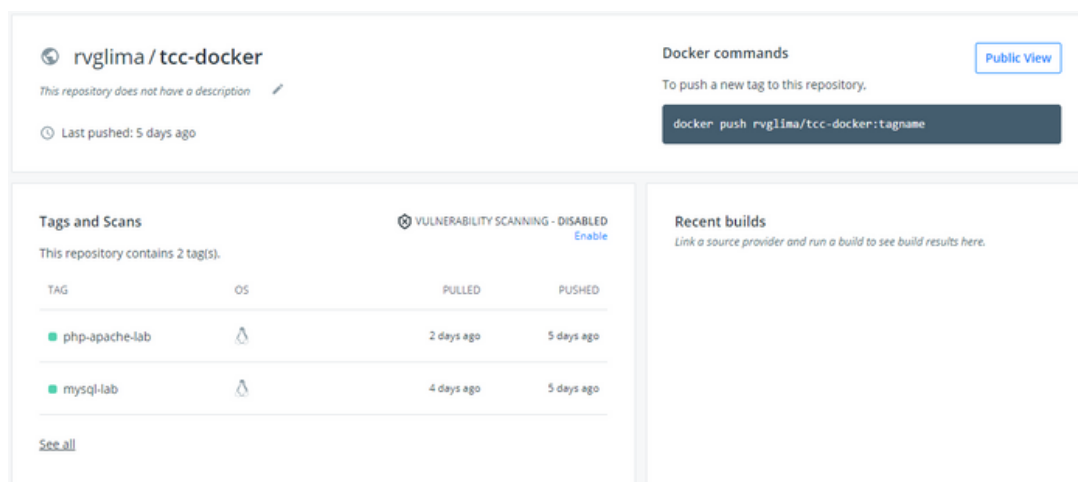 rvglima / tcc-docker
This repository does not have a description
Last pushed: 5 days ago
Docker commands
Public View
To push a new tag to this repository,
docker push rvglima/tcc-docker:tagname
Tags and Scans
VULNERABILITY SCANNING - DISABLED
Enable
This repository contains 2 tag(s).
TAG OS PULLED PUSHED
php-apache-lab 2 days ago 5 days ago
mysql-lab 4 days ago 5 days ago
See all
Recent builds
Link a source provider and run a build to see build results here.